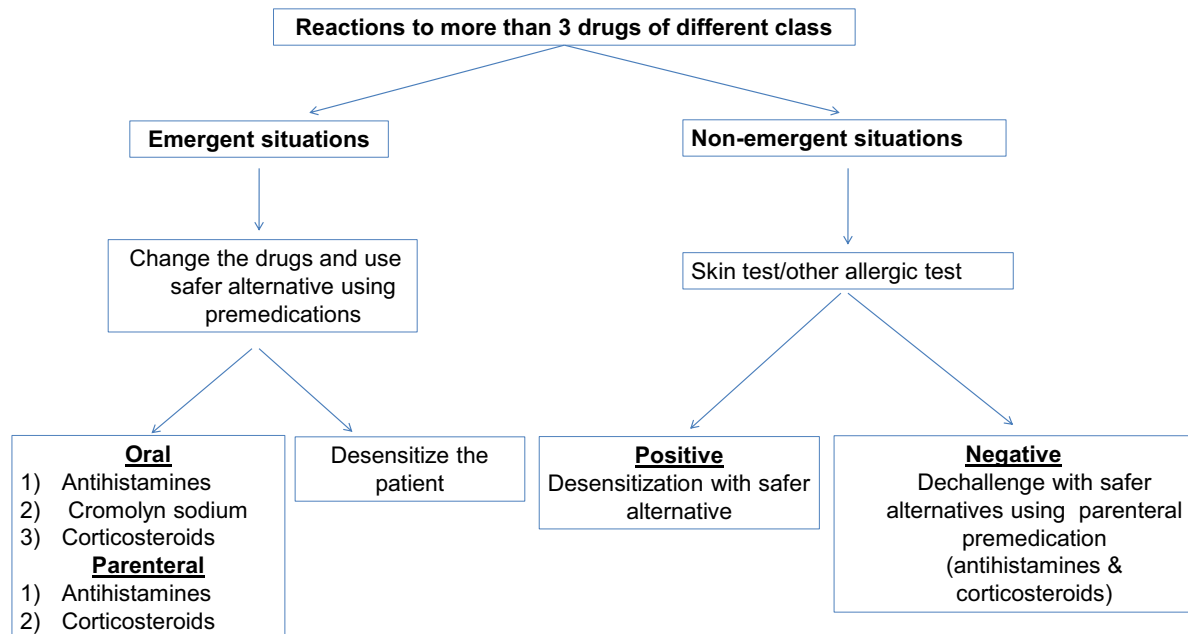 Reactions to more than 3 drugs of different class
Emergent situations
Non-emergent situations
Change the drugs and use
safer alternative using
premedications
Skin test/other allergic test
Oral
1) Antihistamines
2) Cromolyn sodium
3) Corticosteroids
Parenteral
1) Antihistamines
2) Corticosteroids
Desensitize the
patient
Positive
Desensitization with safer
alternative
Negative
Dechallenge with safer
alternatives using parenteral
premedication
(antihistamines &
corticosteroids)